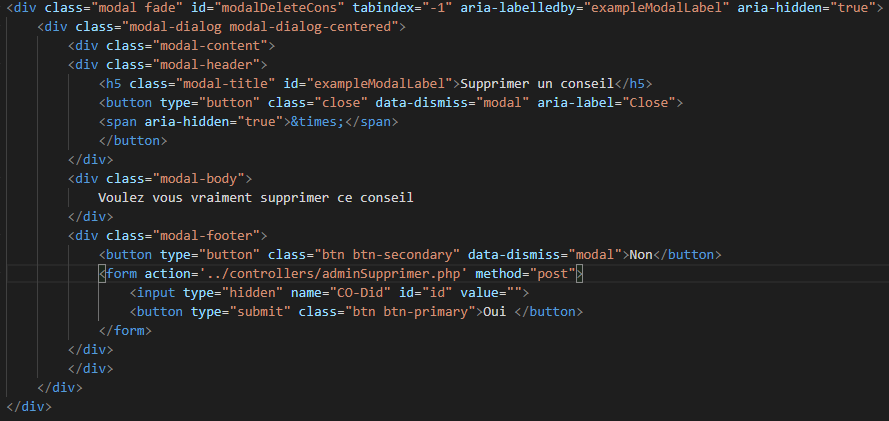 <div class="modal fade" id="modalDeleteCons" tabindex="-1" aria-labelledby="exampleModalLabel" aria-hidden="true">
<div class="modal-dialog modal-dialog-centered">
<div class="modal-content">
<div class="modal-header">
<h5 class="modal-title" id="exampleModalLabel">Supprimer un conseil</h5>
<button type="button" class="close" data-dismiss="modal" aria-label="Close">
<span aria-hidden="true">&times;</span>
</button>
</div>
<div class="modal-body">
Voulez vous vraiment supprimer ce conseil
</div>
<div class="modal-footer">
<button type="button" class="btn btn-secondary" data-dismiss="modal">Non</button>
<form action='../controllers/adminSupprimer.php' method="post">
<input type="hidden" name="CO-Did" id="id" value="">
<button type="submit" class="btn btn-primary">Oui </button>
</form>
</div>
</div>
</div>
</div>